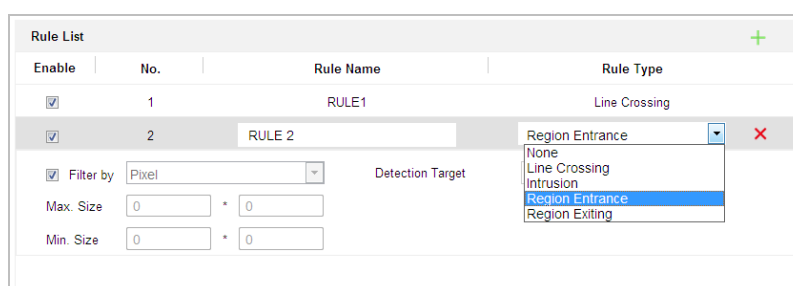 Rule List
Enable No. Rule Name Rule Type
1 RULE1 Line Crossing
2 RULE 2 Region Entrance
None
Filter by Pixel Detection Target Line Crossing
Intrusion
Max. Size 0 * 0 Region Entrance
Region Exiting
Min. Size 0 * 0